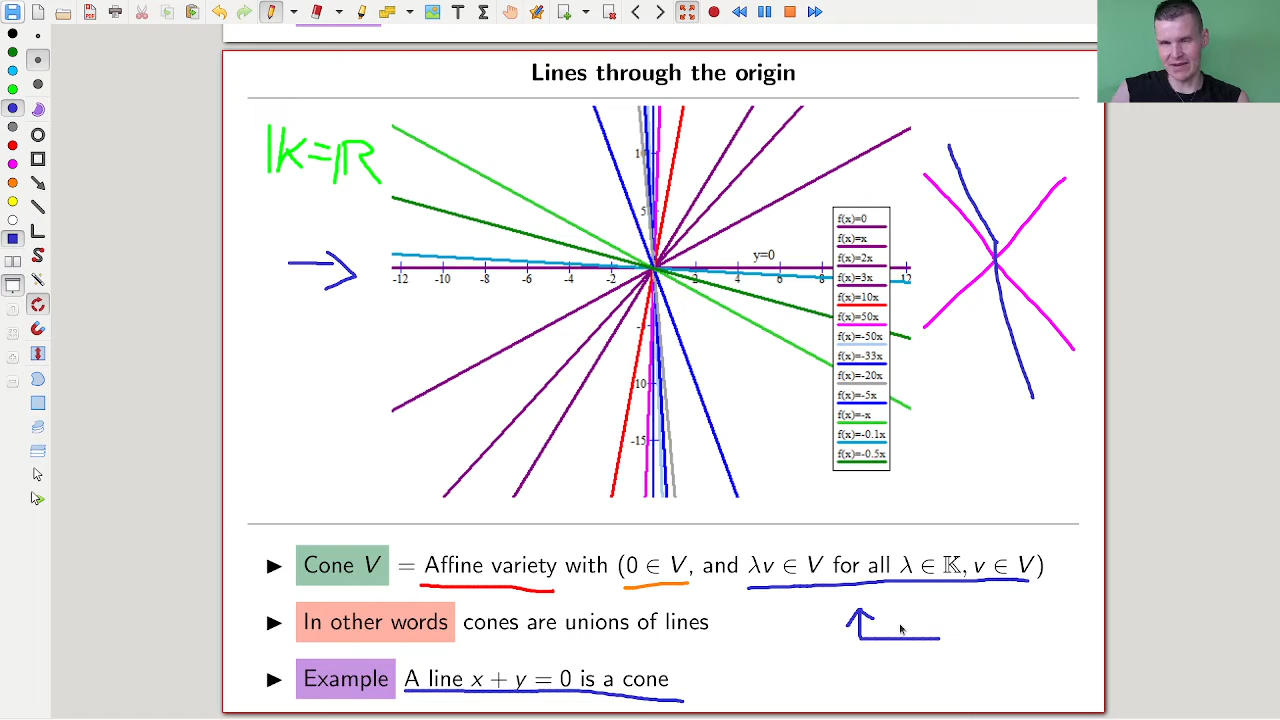 Lines through the origin
𝕂=ℝ
10
5
y=0
-12 -10 -8 -6 -4 -2 2 4 6 8 12
-5
-10
-15
f(x)=0
f(x)=x
f(x)=2x
f(x)=3x
f(x)=10x
f(x)=50x
f(x)=-50x
f(x)=-33x
f(x)=-20x
f(x)=-5x
f(x)=-x
f(x)=-0.1x
f(x)=-0.5x
► Cone V = Affine variety with (0 ∈ V, and λv ∈ V for all λ ∈ 𝕂, v ∈ V)
► In other words cones are unions of lines
► Example A line x + y = 0 is a cone